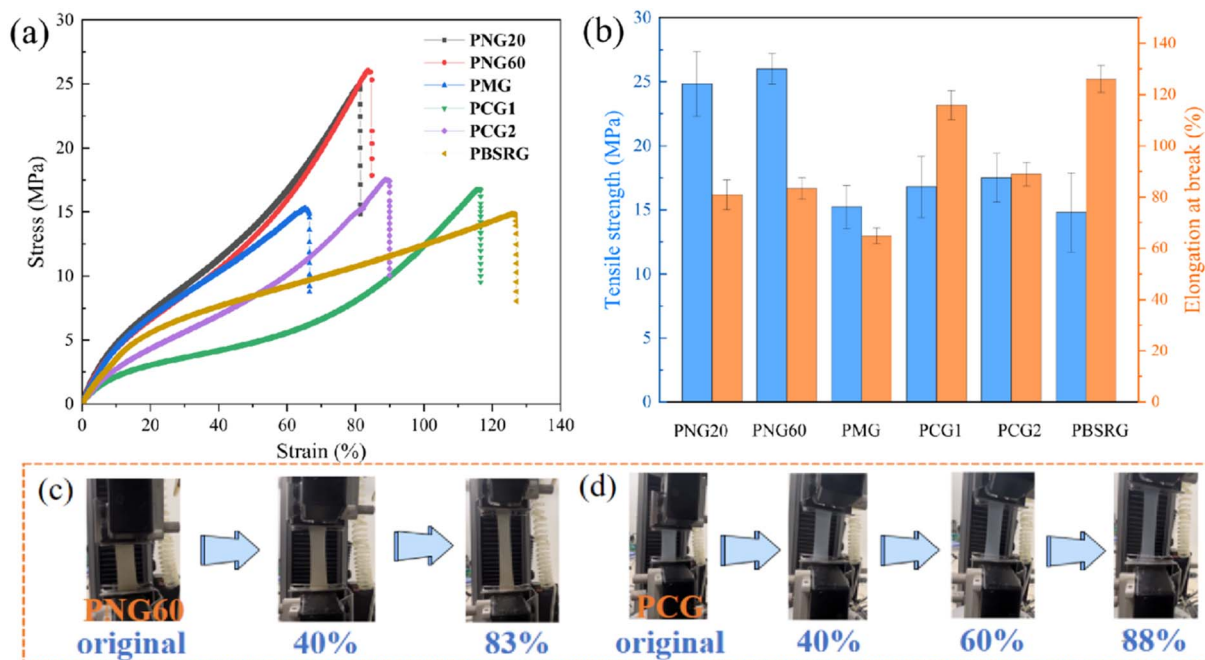 (a)
30
25
20
15
10
5
0
Stress (MPa)
0 20 40 60 80 100 120 140
Strain (%)
PNG20
PNG60
PMG
PCG1
PCG2
PBSRG
(b)
30
25
20
15
10
5
0
Tensile strength (MPa)
140
120
100
80
60
40
20
0
Elongation at break (%)
PNG20 PNG60 PMG PCG1 PCG2 PBSRG
(c)
PNG60
original 40% 83%
(d)
PCG
original 40% 60% 88%